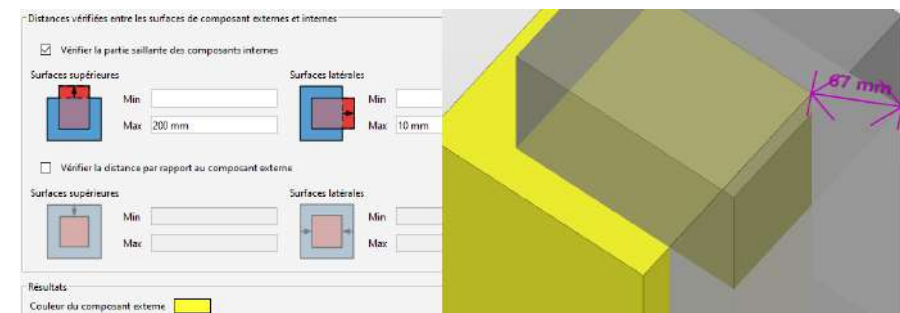 Distances vérifiées entre les surfaces de composant externes et internes
Vérifier la partie saillante des composants internes
Surfaces supérieures
Surfaces latérales
Min
Min
Max 200 mm
Max 10 mm
67 mm
Vérifier la distance par rapport au composant externe
Surfaces supérieures
Surfaces latérales
Min
Min
Max
Max
Résultats
Couleur du composant externe